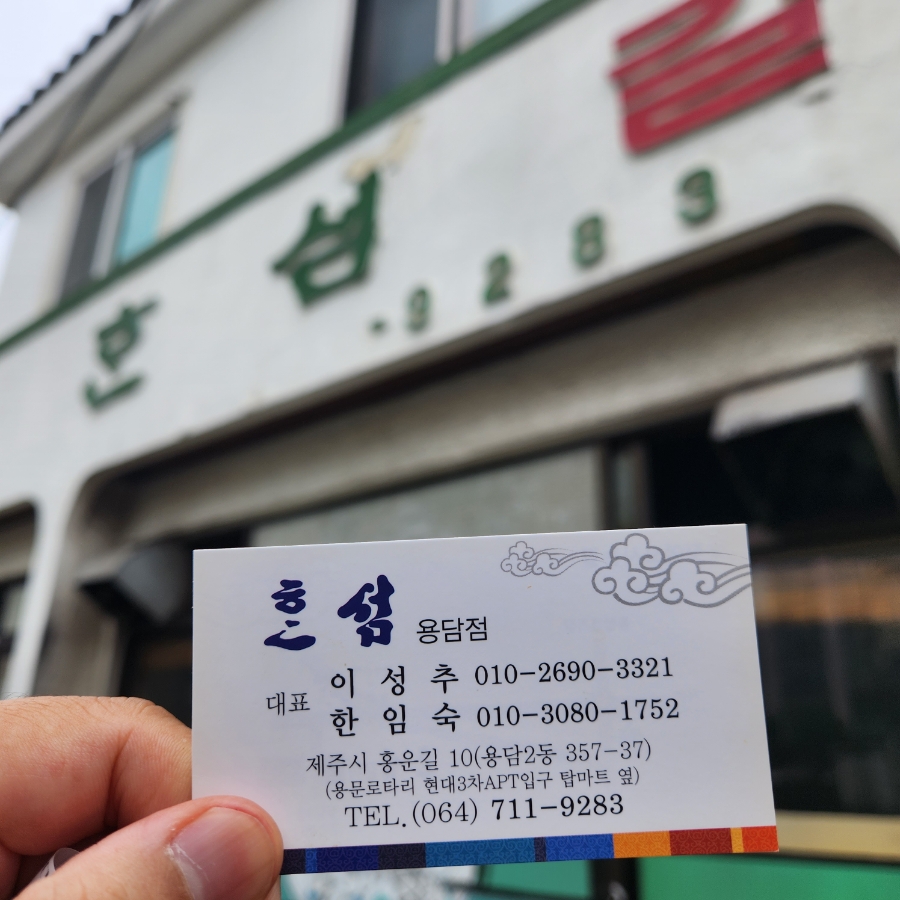 ᄒᆞᆫ 섬
-9283
ᄒᆞᆫ 섬 용담점
대표 이 성 추 010-2690-3321
한 임 숙 010-3080-1752
제주시 홍운길 10(용담2동 357-37)
(용문로타리 현대3차APT입구 탑마트 옆)
TEL.(064) 711-9283